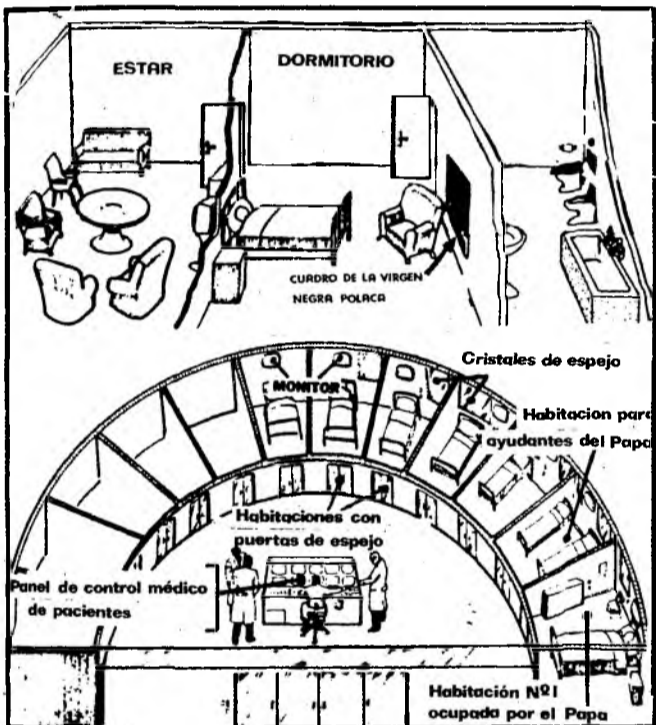 ESTAR
DORMITORIO
CUADRO DE LA VIRGEN
NEGRA POLACA
Cristales de espejo
MONITOR
Habitacion para
ayudantes del Papa
Habitaciones con
puertas de espejo
Panel de control médico
de pacientes
Habitación Nº1
ocupada por el Papa